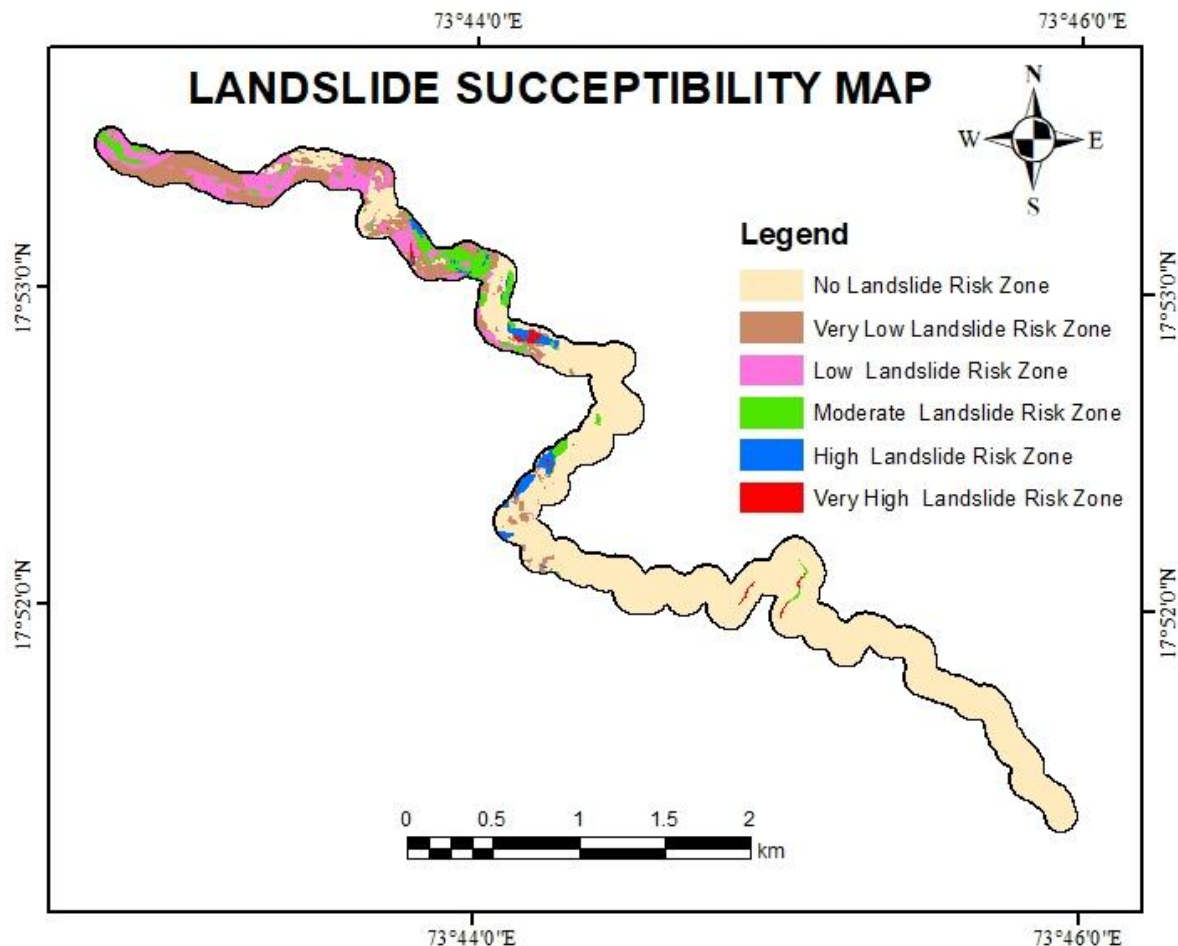 73°44'0"E
73°46'0"E
LANDSLIDE SUCCEPTIBILITY MAP
N
W
E
S
Legend
No Landslide Risk Zone
Very Low Landslide Risk Zone
Low Landslide Risk Zone
Moderate Landslide Risk Zone
High Landslide Risk Zone
Very High Landslide Risk Zone
17°53'0"N
17°53'0"N
17°52'0"N
17°52'0"N
0 0.5 1 1.5 2
km
73°44'0"E
73°46'0"E